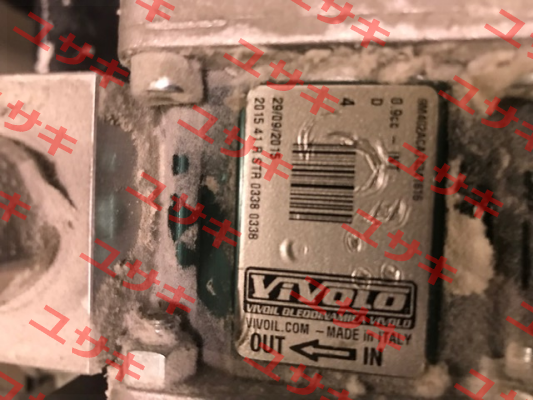 0.9cc - INT
D
4
29/09/2015
2015 41 R STR 0338 0338
ViVOLO
VIVOIL OLEODINAMICA VIVOLO
VIVOIL.COM - MADE in ITALY
OUT IN
ユサキ